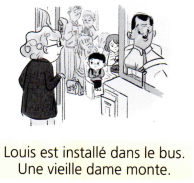 Louis est installé dans le bus.
Une vieille dame monte.